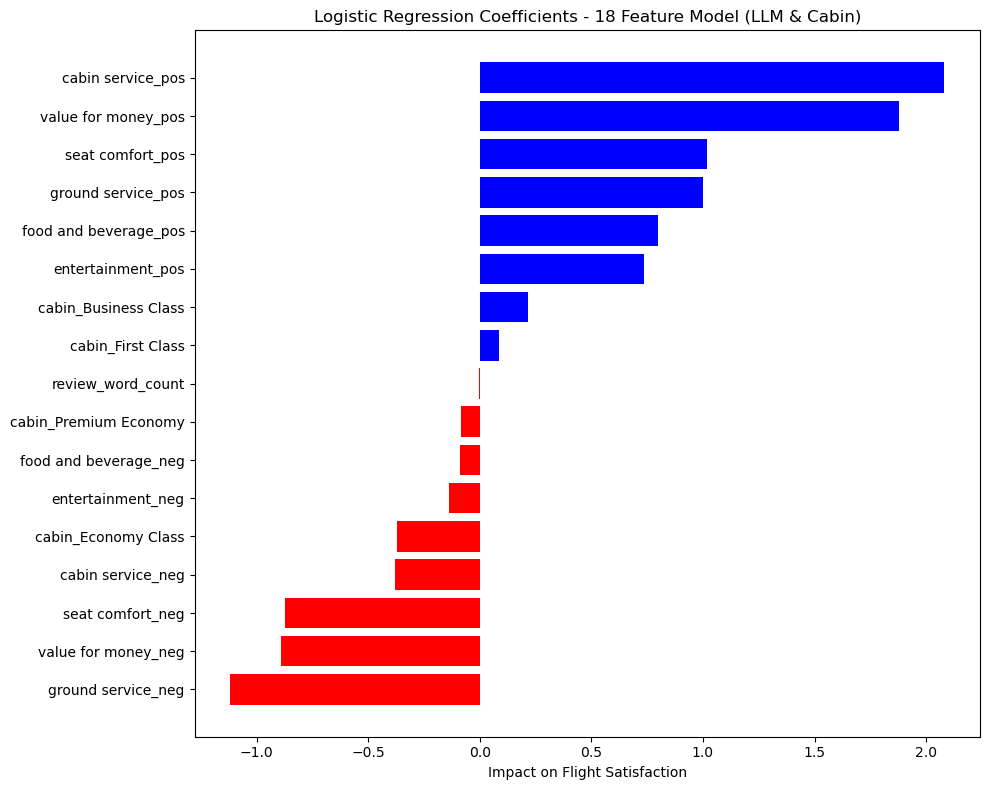 Logistic Regression Coefficients - 18 Feature Model (LLM & Cabin)
cabin service_pos
value for money_pos
seat comfort_pos
ground service_pos
food and beverage_pos
entertainment_pos
cabin_Business Class
cabin_First Class
review_word_count
cabin_Premium Economy
food and beverage_neg
entertainment_neg
cabin_Economy Class
cabin service_neg
seat comfort_neg
value for money_neg
ground service_neg
−1.0 −0.5 0.0 0.5 1.0 1.5 2.0
Impact on Flight Satisfaction